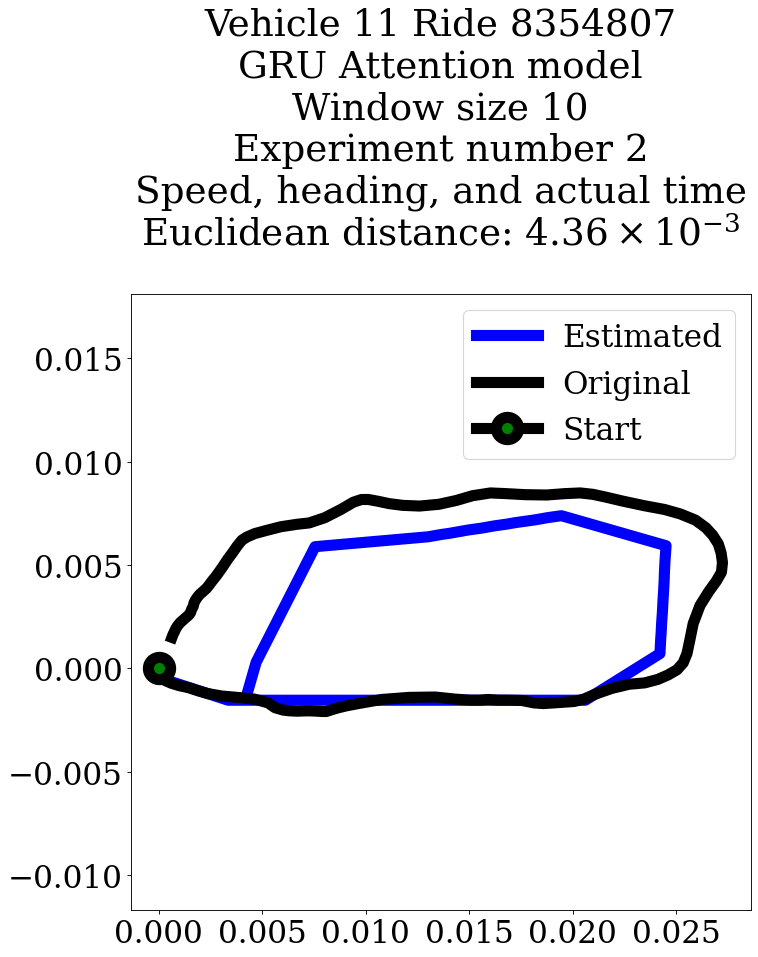 Vehicle 11 Ride 8354807
GRU Attention model
Window size 10
Experiment number 2
Speed, heading, and actual time
Euclidean distance: 4.36 × 10⁻³
Estimated
Original
Start
0.015
0.010
0.005
0.000
−0.005
−0.010
0.000 0.005 0.010 0.015 0.020 0.025